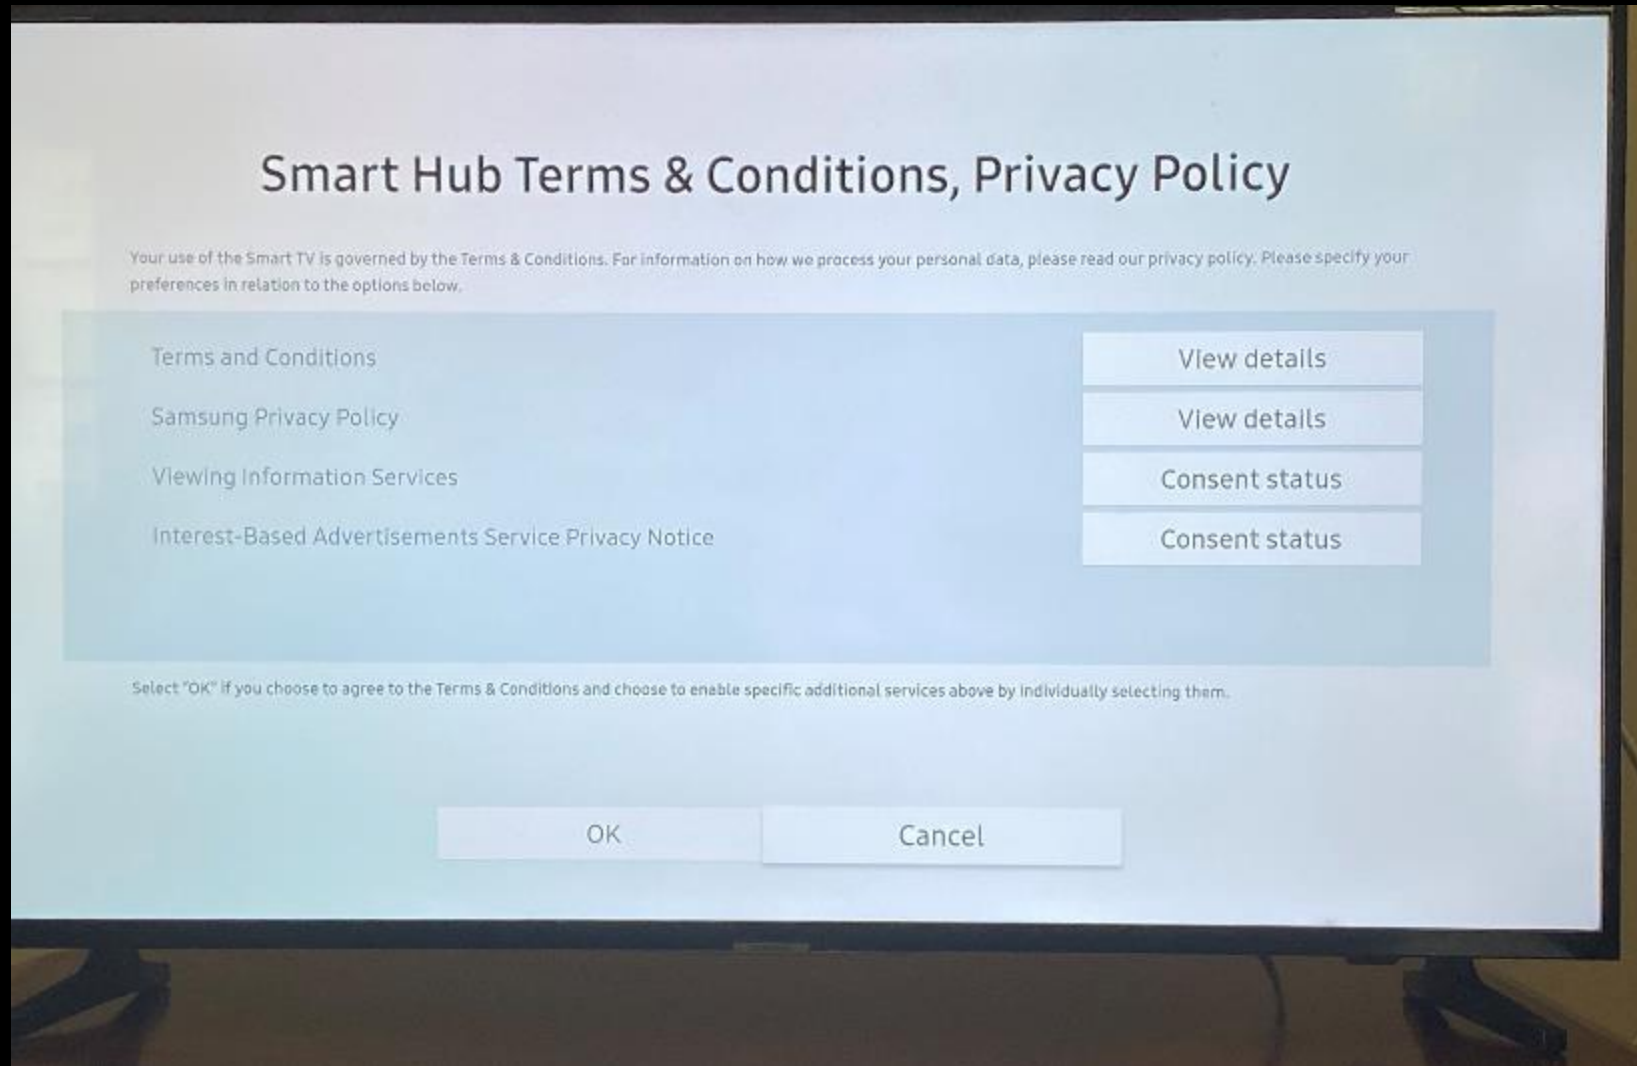 Smart Hub Terms & Conditions, Privacy Policy
Your use of the Smart TV is governed by the Terms & Conditions. For information on how we process your personal data, please read our privacy policy. Please specify your
preferences in relation to the options below.
Terms and Conditions
View details
Samsung Privacy Policy
View details
Viewing Information Services
Consent status
Interest-Based Advertisements Service Privacy Notice
Consent status
Select "OK" if you choose to agree to the Terms & Conditions and choose to enable specific additional services above by individually selecting them.
OK
Cancel